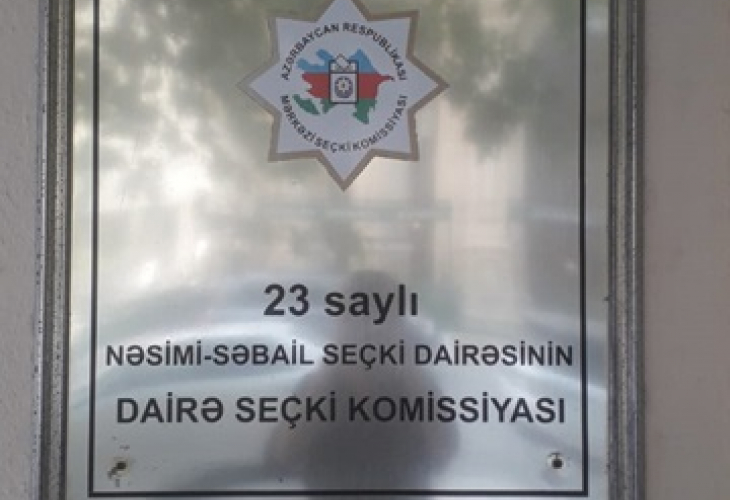 AZƏRBAYCAN RESPUBLİKASI
MƏRKƏZİ SEÇKİ KOMİSSİYASI
23 saylı
NƏSİMİ-SƏBAİL SEÇKİ DAİRƏSİNİN
DAİRƏ SEÇKİ KOMİSSİYASI